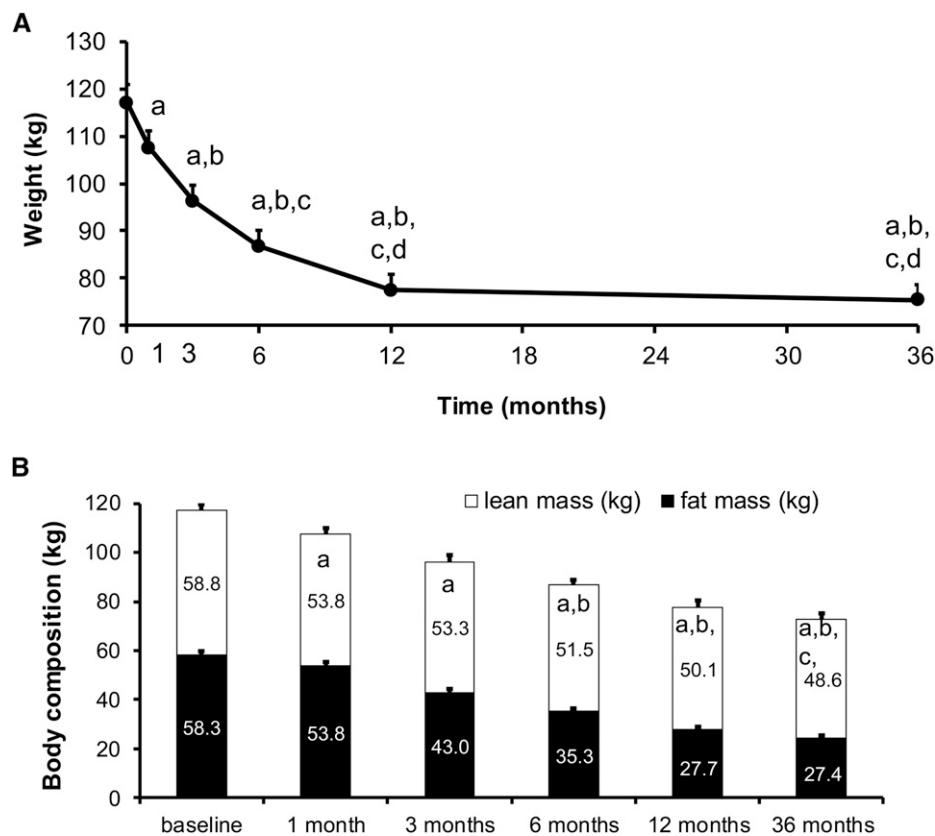 A
130
120
110
100
90
80
70
Weight (kg)
a
a,b
a,b,c
a,b,
c,d
a,b,
c,d
0 1 3 6 12 18 24 30 36
Time (months)
B
120
100
80
60
40
20
0
Body composition (kg)
lean mass (kg) fat mass (kg)
58.8
58.3
a
53.8
53.8
a
53.3
43.0
a,b
51.5
35.3
a,b,
50.1
27.7
a,b,
c,
48.6
27.4
baseline 1 month 3 months 6 months 12 months 36 months